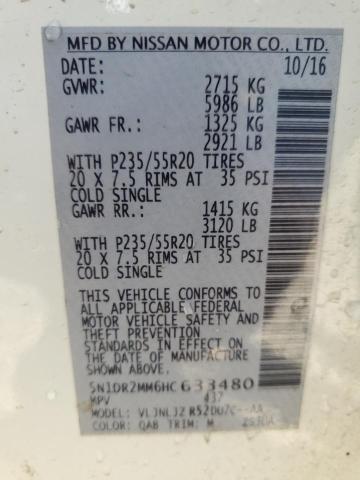 MFD BY NISSAN MOTOR CO., LTD.
DATE: 10/16
GVWR: 2715 KG
5986 LB
GAWR FR.: 1325 KG
2921 LB
WITH P235/55R20 TIRES
20 X 7.5 RIMS AT 35 PSI
COLD SINGLE
GAWR RR.: 1415 KG
3120 LB
WITH P235/55R20 TIRES
20 X 7.5 RIMS AT 35 PSI
COLD SINGLE
THIS VEHICLE CONFORMS TO
ALL APPLICABLE FEDERAL
MOTOR VEHICLE SAFETY AND
THEFT PREVENTION
STANDARDS IN EFFECT ON
THE DATE OF MANUFACTURE
SHOWN ABOVE.
5N1DR2MM6HC633480
MPV 437
MODEL:
COLOR: QAB TRIM: M